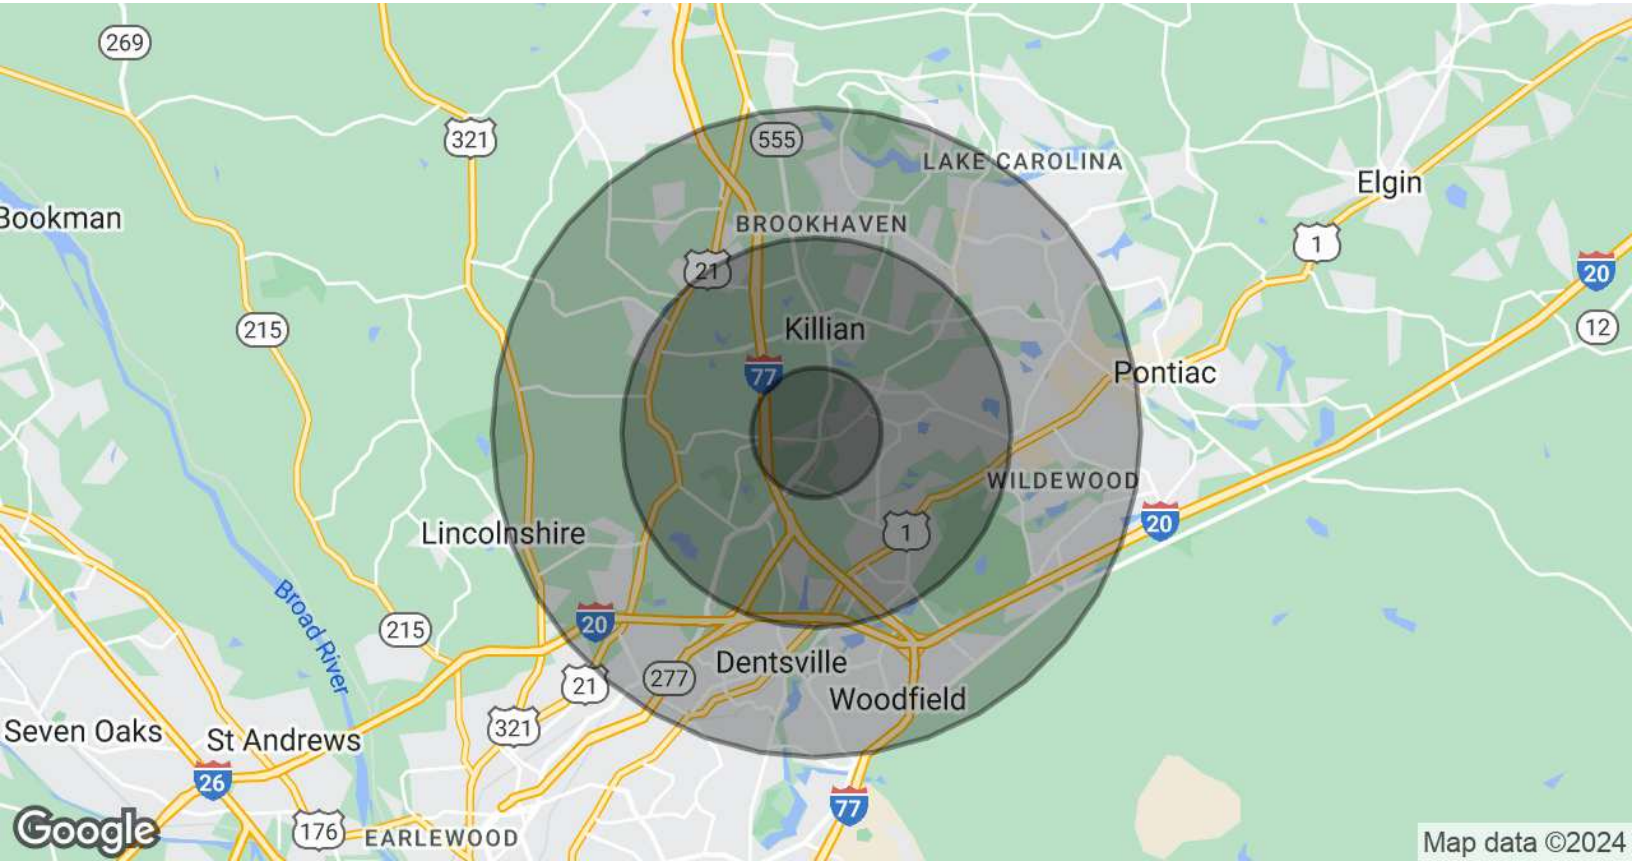 269
321
555
LAKE CAROLINA
Elgin
Bookman
BROOKHAVEN
1
21
20
215
Killian
12
77
Pontiac
WILDEWOOD
Lincolnshire
1
20
Broad River
215
20
Dentsville
277
21
Woodfield
321
Seven Oaks
St Andrews
26
77
Google
176
EARLEWOOD
Map data ©2024